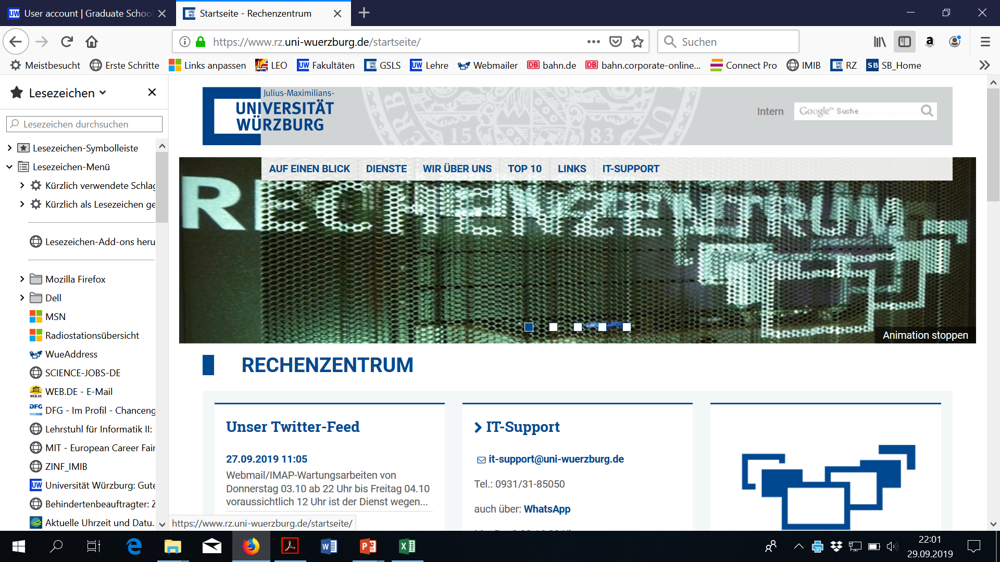 User account | Graduate School
Startseite - Rechenzentrum
https://www.rz.uni-wuerzburg.de/startseite/
Suchen
Meistbesucht
Erste Schritte
Links anpassen
LEO
Fakultäten
GSLS
Lehre
Webmailer
bahn.de
bahn.corporate-online...
Connect Pro
IMIB
RZ
SB_Home
Lesezeichen
Lesezeichen durchsuchen
Lesezeichen-Symbolleiste
Lesezeichen-Menü
Kürzlich verwendete Schlag
Kürzlich als Lesezeichen ge
Lesezeichen-Add-ons heru
Mozilla Firefox
Dell
MSN
Radiostationsübersicht
WueAddress
SCIENCE-JOBS-DE
WEB.DE - E-Mail
DFG - Im Profil - Chanceng
Lehrstuhl für Informatik II:
MIT - European Career Fair
ZINF_IMIB
Universität Würzburg: Gute
Behindertenbeauftragter: Z
Aktuelle Uhrzeit und Datu...
Julius-Maximilians-
UNIVERSITÄT
WÜRZBURG
15 83
Intern
Google™ Suche
AUF EINEN BLICK
DIENSTE
WIR ÜBER UNS
TOP 10
LINKS
IT-SUPPORT
RECHENZENTRUM
Animation stoppen
RECHENZENTRUM
Unser Twitter-Feed
27.09.2019 11:05
Webmail/IMAP-Wartungsarbeiten von
Donnerstag 03.10 ab 22 Uhr bis Freitag 04.10
voraussichtlich 12 Uhr ist der Dienst wegen...
IT-Support
it-support@uni-wuerzburg.de
Tel.: 0931/31-85050
auch über: WhatsApp
https://www.rz.uni-wuerzburg.de/startseite/
22:01
29.09.2019